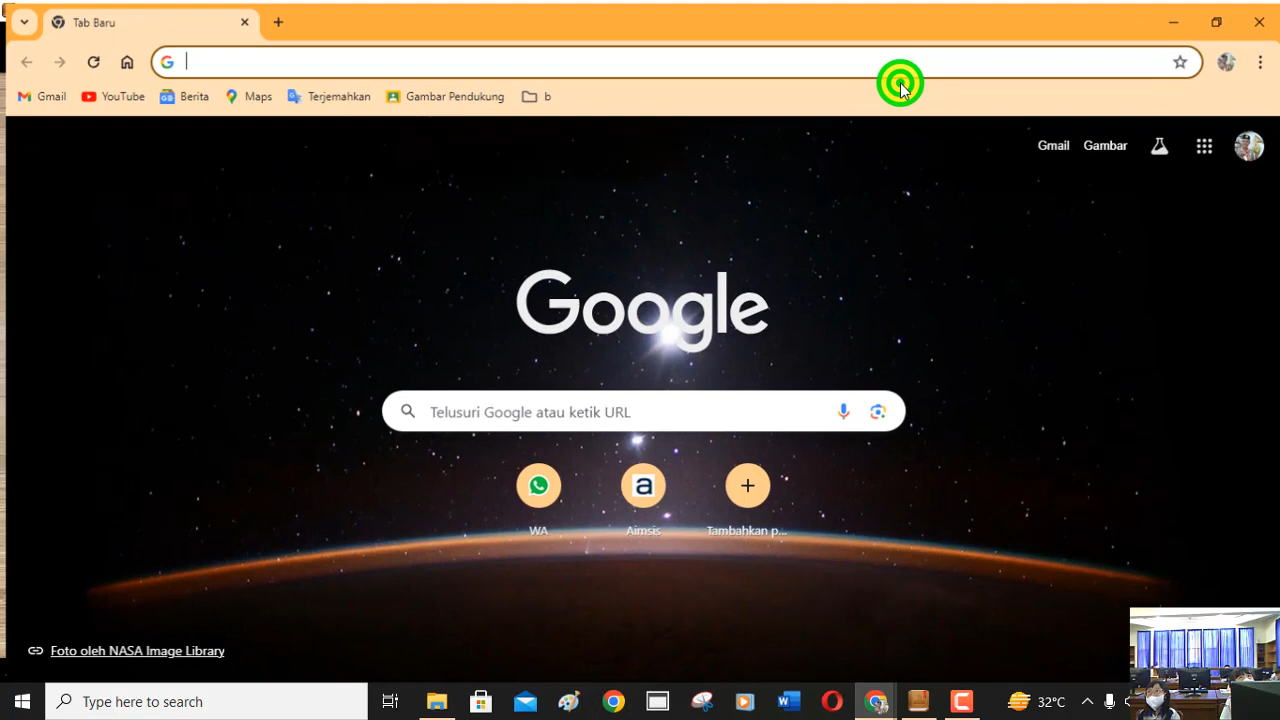 Tab Baru
Gmail YouTube Berita Maps Terjemahkan Gambar Pendukung b
Gmail Gambar
Google
Telusuri Google atau ketik URL
WA Aimsis Tambahkan p...
Foto oleh NASA Image Library
Type here to search 32°C